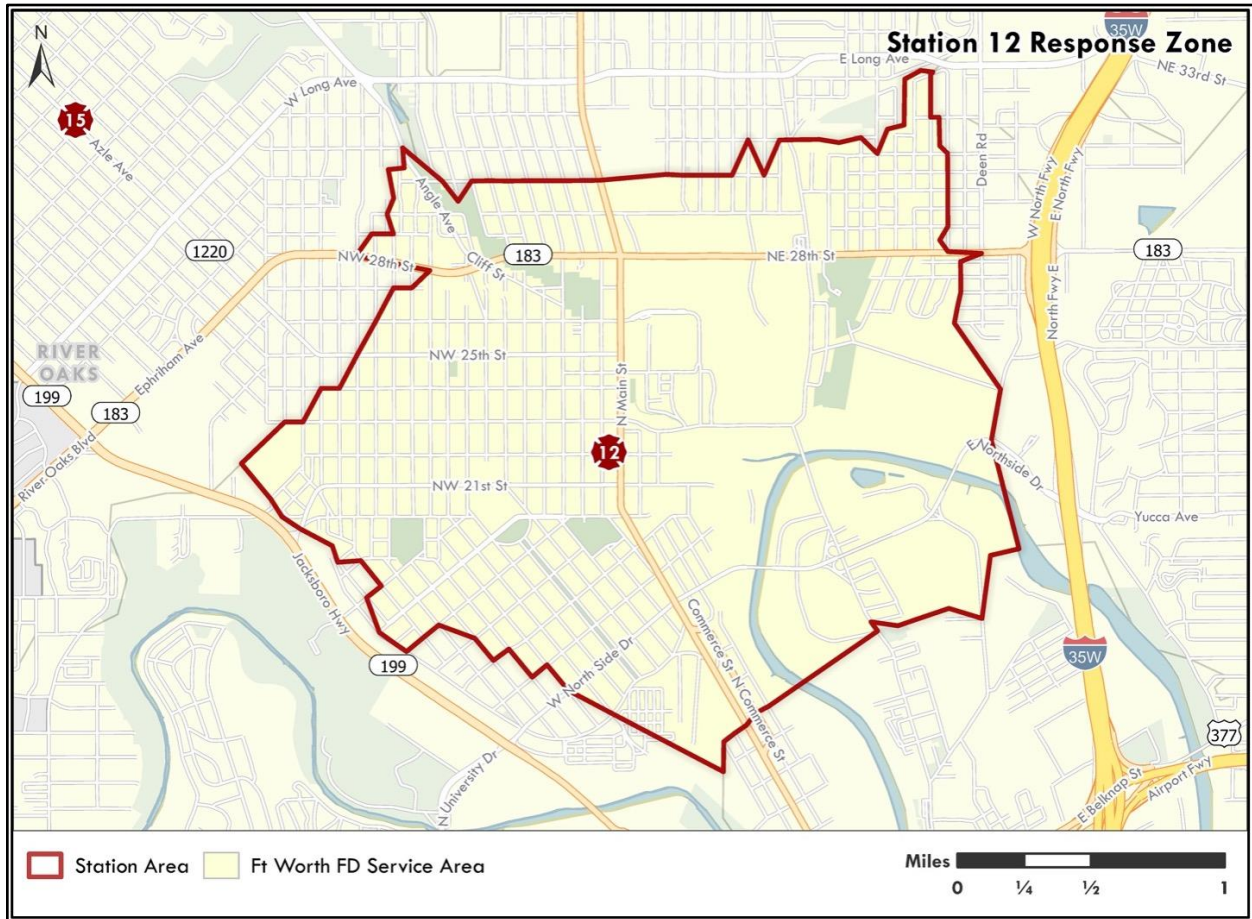 N
Station 12 Response Zone
35W
E Long Ave
NE 33rd St
W Long Ave
15
Azle Ave
Deen Rd
W North Fwy
E North Fwy
Angle Ave
1220
NW 28th St
Cliff St
183
NE 28th St
183
North Fwy E
RIVER
OAKS
Ephriham Ave
NW 25th St
N Main St
199
183
River Oaks Blvd
12
E Northside Dr
NW 21st St
Yucca Ave
Jacksboro Hwy
Commerce St
N Commerce St
W North Side Dr
199
35W
377
N University Dr
E Belknap St
Airport Fwy
Station Area
Ft Worth FD Service Area
Miles
0 ¼ ½ 1